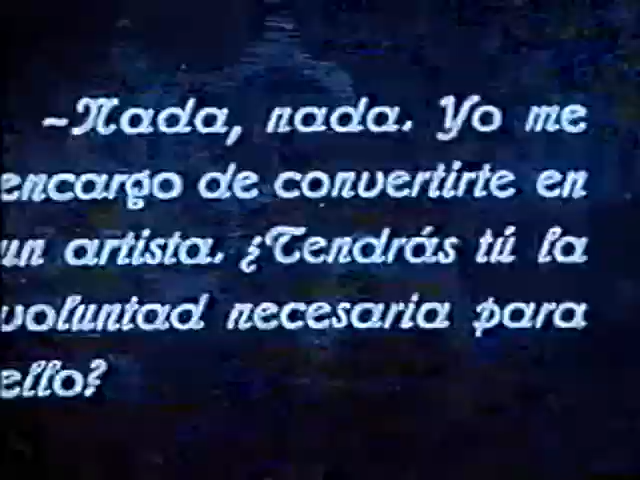 -Nada, nada. Yo me
encargo de convertirte en
un artista. ¿Tendrás tú la
voluntad necesaria para
ello?